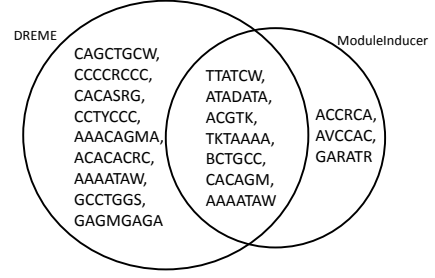 DREME
ModuleInducer
CAGCTGCW,
CCCCRCCC,
CACASRG,
CCTYCCC,
AAACAGMA,
ACACACRC,
AAAATAW,
GCCTGGS,
GAGMGAGA
TTATCW,
ATADATA,
ACGTK,
TKTAAAA,
BCTGCC,
CACAGM,
AAAATAW
ACCRCA,
AVCCAC,
GARATR